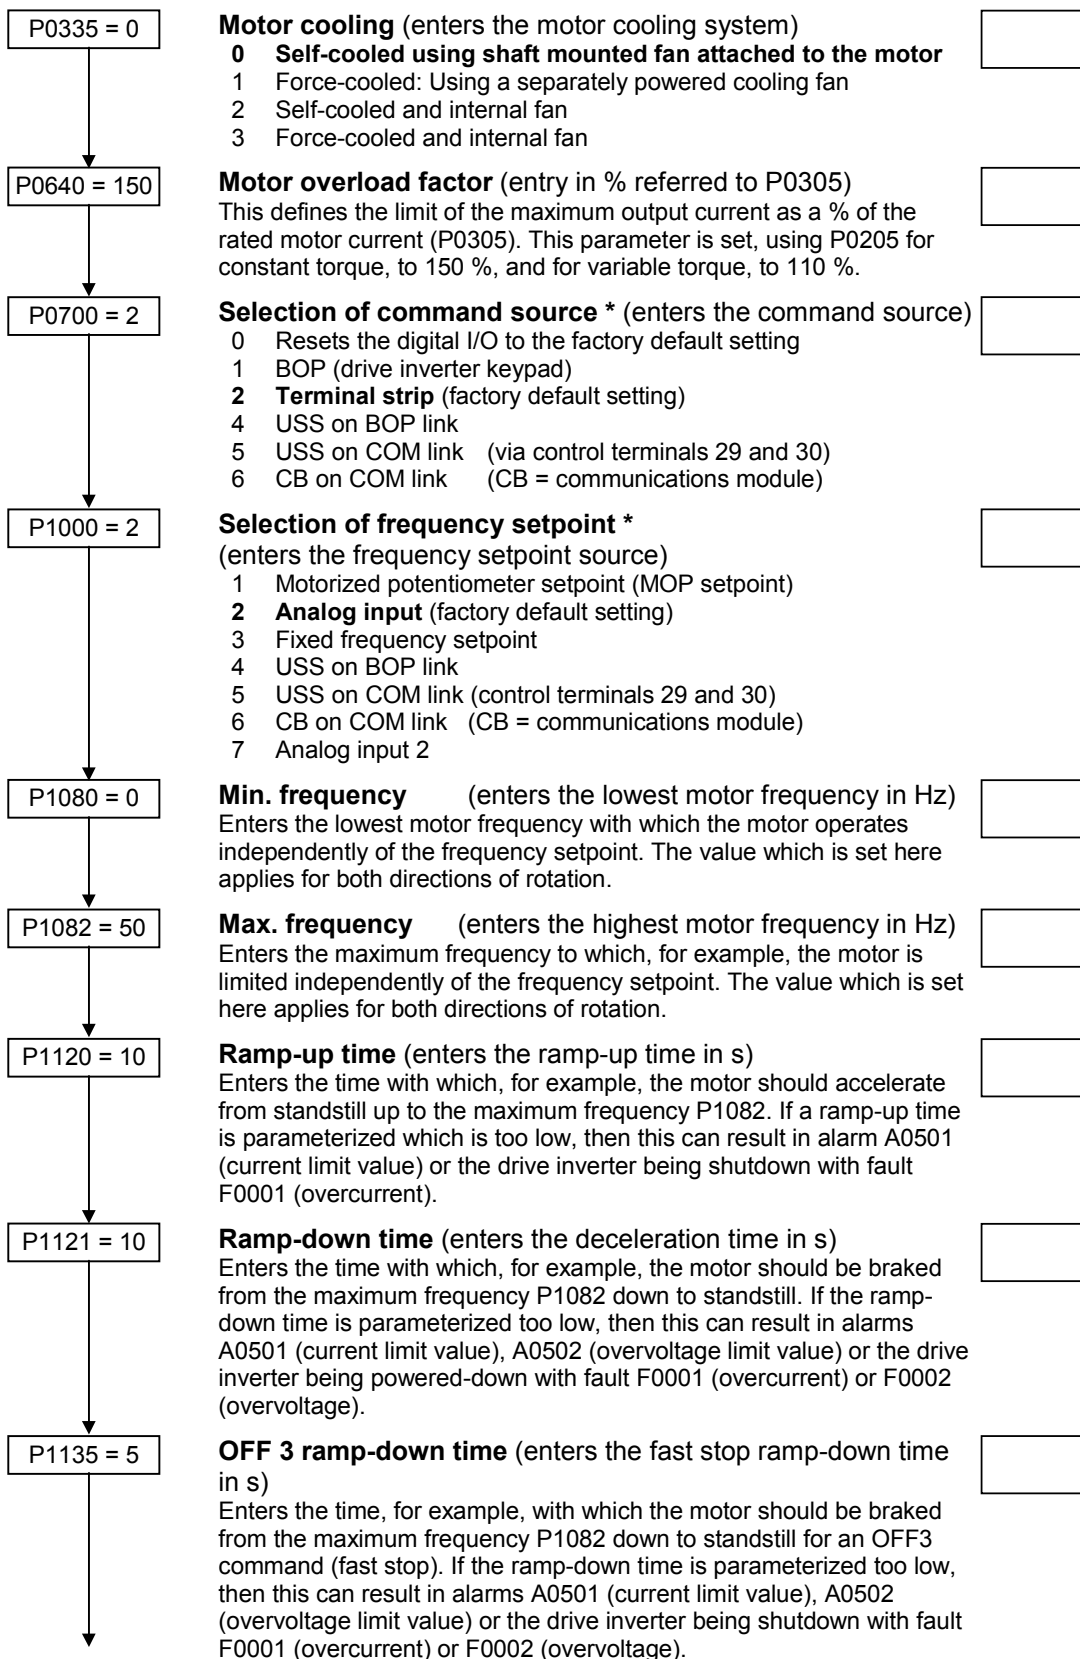 P0335 = 0
Motor cooling (enters the motor cooling system)
0 Self-cooled using shaft mounted fan attached to the motor
1 Force-cooled: Using a separately powered cooling fan
2 Self-cooled and internal fan
3 Force-cooled and internal fan
P0640 = 150
Motor overload factor (entry in % referred to P0305)
This defines the limit of the maximum output current as a % of the
rated motor current (P0305). This parameter is set, using P0205 for
constant torque, to 150 %, and for variable torque, to 110 %.
P0700 = 2
Selection of command source * (enters the command source)
0 Resets the digital I/O to the factory default setting
1 BOP (drive inverter keypad)
2 Terminal strip (factory default setting)
4 USS on BOP link
5 USS on COM link (via control terminals 29 and 30)
6 CB on COM link (CB = communications module)
P1000 = 2
Selection of frequency setpoint *
(enters the frequency setpoint source)
1 Motorized potentiometer setpoint (MOP setpoint)
2 Analog input (factory default setting)
3 Fixed frequency setpoint
4 USS on BOP link
5 USS on COM link (control terminals 29 and 30)
6 CB on COM link (CB = communications module)
7 Analog input 2
P1080 = 0
Min. frequency (enters the lowest motor frequency in Hz)
Enters the lowest motor frequency with which the motor operates
independently of the frequency setpoint. The value which is set here
applies for both directions of rotation.
P1082 = 50
Max. frequency (enters the highest motor frequency in Hz)
Enters the maximum frequency to which, for example, the motor is
limited independently of the frequency setpoint. The value which is set
here applies for both directions of rotation.
P1120 = 10
Ramp-up time (enters the ramp-up time in s)
Enters the time with which, for example, the motor should accelerate
from standstill up to the maximum frequency P1082. If a ramp-up time
is parameterized which is too low, then this can result in alarm A0501
(current limit value) or the drive inverter being shutdown with fault
F0001 (overcurrent).
P1121 = 10
Ramp-down time (enters the deceleration time in s)
Enters the time with which, for example, the motor should be braked
from the maximum frequency P1082 down to standstill. If the ramp-
down time is parameterized too low, then this can result in alarms
A0501 (current limit value), A0502 (overvoltage limit value) or the drive
inverter being powered-down with fault F0001 (overcurrent) or F0002
(overvoltage).
P1135 = 5
OFF 3 ramp-down time (enters the fast stop ramp-down time
in s)
Enters the time, for example, with which the motor should be braked
from the maximum frequency P1082 down to standstill for an OFF3
command (fast stop). If the ramp-down time is parameterized too low,
then this can result in alarms A0501 (current limit value), A0502
(overvoltage limit value) or the drive inverter being shutdown with fault
F0001 (overcurrent) or F0002 (overvoltage).